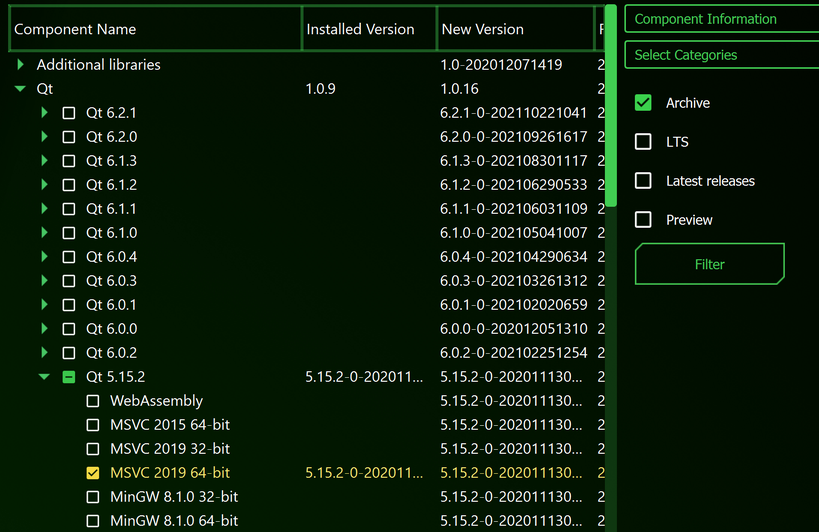 Component Name Installed Version New Version
Additional libraries 1.0-202012071419 2
Qt 1.0.9 1.0.16 2
Qt 6.2.1 6.2.1-0-202110221041 2
Qt 6.2.0 6.2.0-0-202109261617 2
Qt 6.1.3 6.1.3-0-202108301117 2
Qt 6.1.2 6.1.2-0-202106290533 2
Qt 6.1.1 6.1.1-0-202106031109 2
Qt 6.1.0 6.1.0-0-202105041007 2
Qt 6.0.4 6.0.4-0-202104290634 2
Qt 6.0.3 6.0.3-0-202103261312 2
Qt 6.0.1 6.0.1-0-202102020659 2
Qt 6.0.0 6.0.0-0-202012051310 2
Qt 6.0.2 6.0.2-0-202102251254 2
Qt 5.15.2 5.15.2-0-202011... 5.15.2-0-202011130... 2
WebAssembly 5.15.2-0-202011130... 2
MSVC 2015 64-bit 5.15.2-0-202011130... 2
MSVC 2019 32-bit 5.15.2-0-202011130... 2
MSVC 2019 64-bit 5.15.2-0-202011... 5.15.2-0-202011130... 2
MinGW 8.1.0 32-bit 5.15.2-0-202011130... 2
MinGW 8.1.0 64-bit 5.15.2-0-202011130... 2
Component Information
Select Categories
Archive
LTS
Latest releases
Preview
Filter